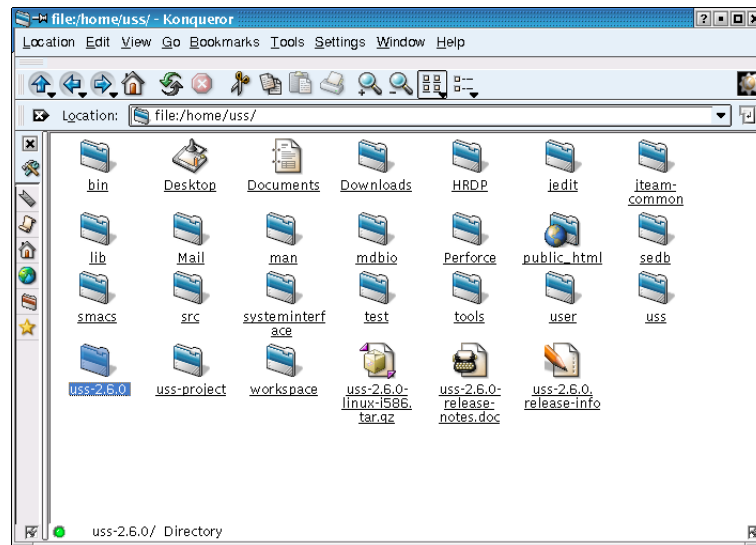 file:/home/uss/ - Konqueror
Location Edit View Go Bookmarks Tools Settings Window Help
Location: file:/home/uss/
bin Desktop Documents Downloads HRDP jedit jteam-
common
lib Mail man mdbio Perforce public_html sedb
smacs src systeminterf test tools user uss
ace
uss-2.6.0 uss-project workspace uss-2.6.0- uss-2.6.0- uss-2.6.0.
linux-i586. release- release-info
tar.gz notes.doc
uss-2.6.0/ Directory